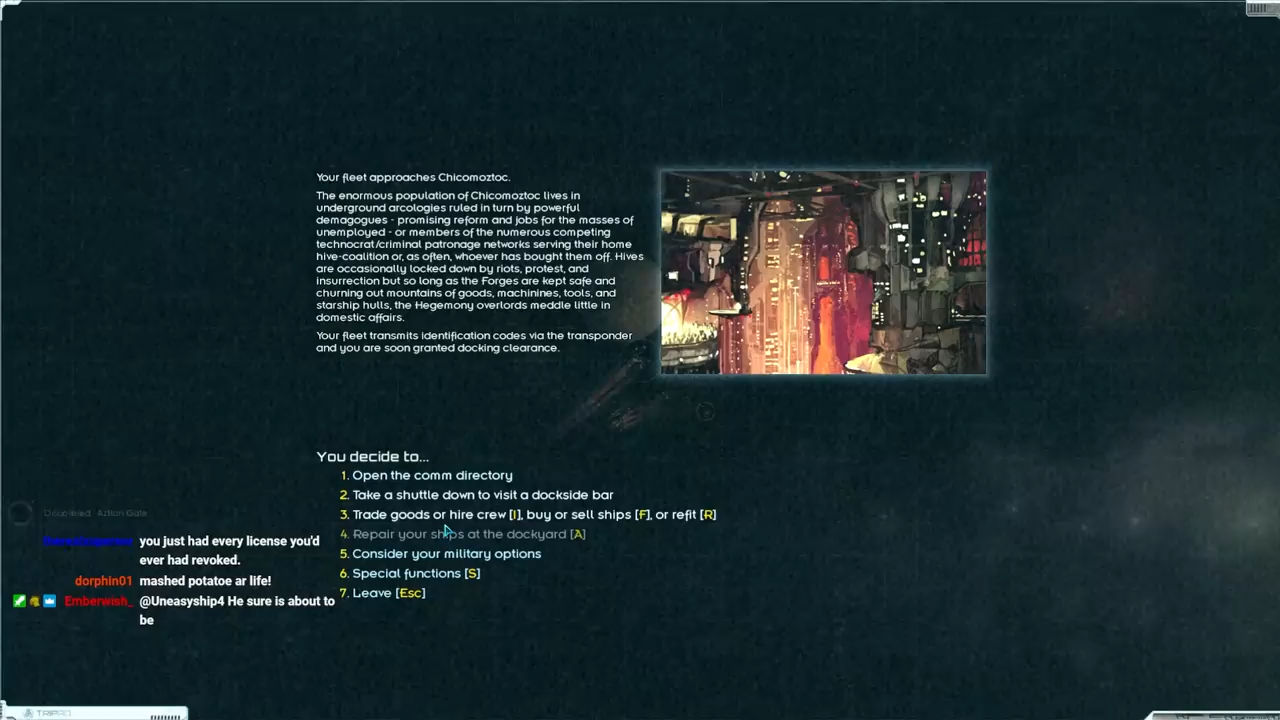 Your fleet approaches Chicomoztoc.
The enormous population of Chicomoztoc lives in
underground arcologies ruled in turn by powerful
demagogues - promising reform and jobs for the masses of
unemployed - or members of the numerous competing
technocrat/criminal patronage networks serving their home
hive-coalition or, as often, whoever has bought them off. Hives
are occasionally locked down by riots, protest, and
insurrection but so long as the Forges are kept safe and
churning out mountains of goods, machinines, tools, and
starship hulls, the Hegemony overlords meddle little in
domestic affairs.
Your fleet transmits identification codes via the transponder
and you are soon granted docking clearance.
You decide to...
1. Open the comm directory
2. Take a shuttle down to visit a dockside bar
3. Trade goods or hire crew [I], buy or sell ships [F], or refit [R]
4. Repair your ships at the dockyard [A]
5. Consider your military options
6. Special functions [S]
7. Leave [Esc]
you just had every license you'd
ever had revoked.
dorphin01 mashed potatoe ar life!
Emberwish_ @Uneasyship4 He sure is about to
be